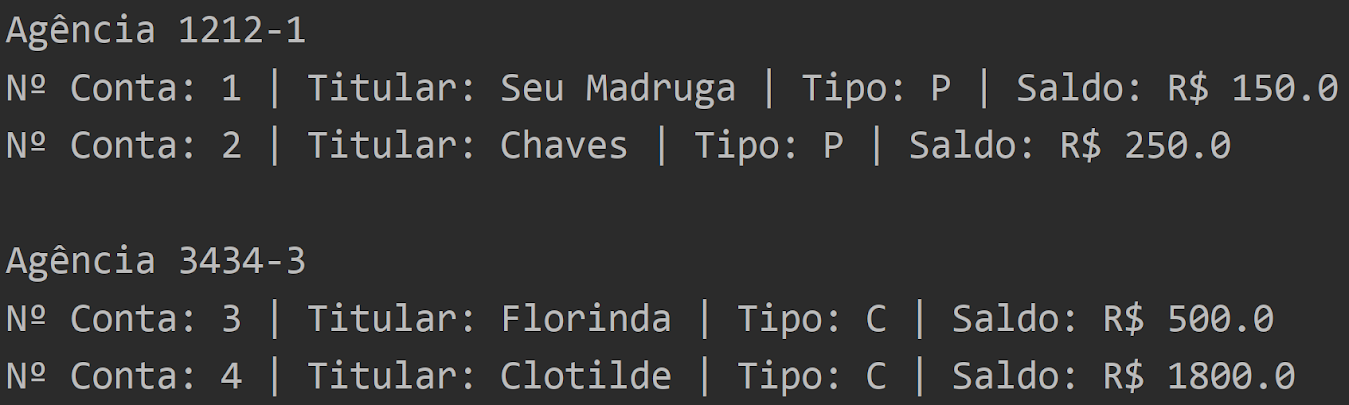 Agência 1212-1
Nº Conta: 1 | Titular: Seu Madruga | Tipo: P | Saldo: R$ 150.0
Nº Conta: 2 | Titular: Chaves | Tipo: P | Saldo: R$ 250.0
Agência 3434-3
Nº Conta: 3 | Titular: Florinda | Tipo: C | Saldo: R$ 500.0
Nº Conta: 4 | Titular: Clotilde | Tipo: C | Saldo: R$ 1800.0